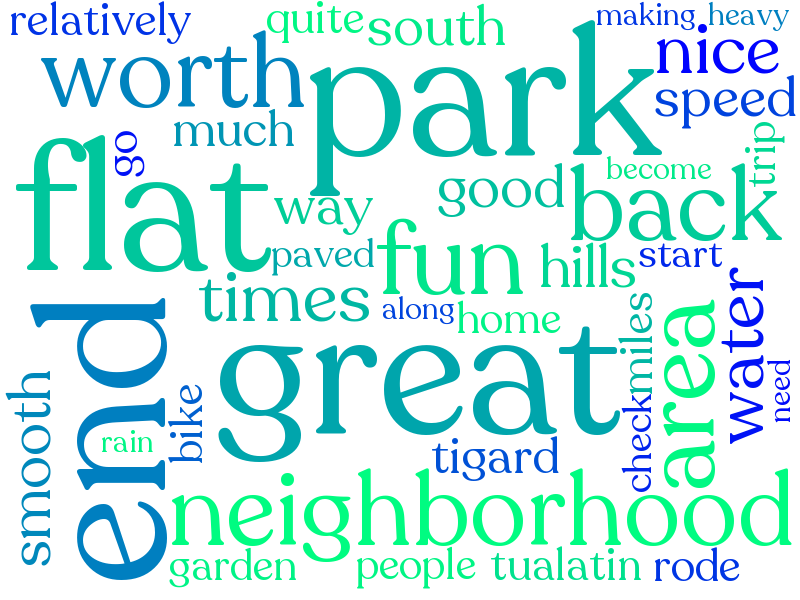 relatively
quite
south
making
heavy
worth
park
nice
speed
much
flat
go
way
good
become
trip
back
paved
fun
hills
start
times
along
home
water
end
great
miles
area
need
smooth
bike
rain
check
tigard
neighborhood
garden
people
tualatin
rode